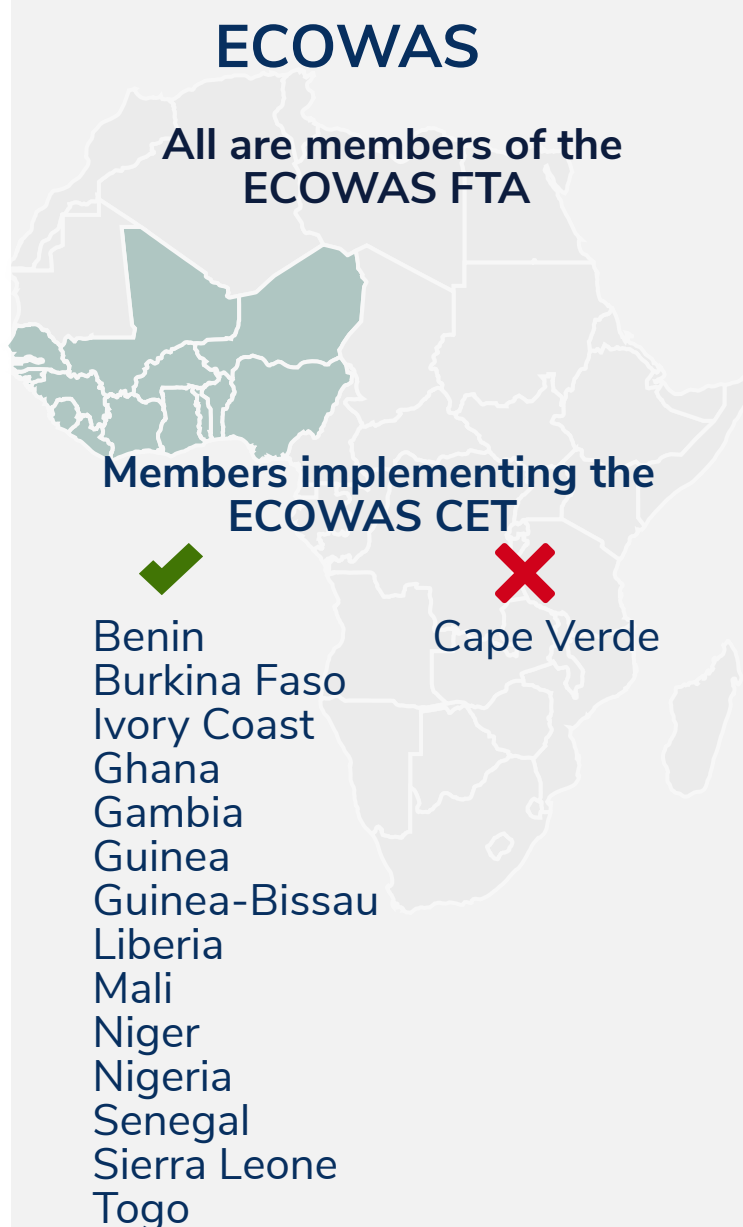 ECOWAS
All are members of the
ECOWAS FTA
Members implementing the
ECOWAS CET
Benin
Burkina Faso
Ivory Coast
Ghana
Gambia
Guinea
Guinea-Bissau
Liberia
Mali
Niger
Nigeria
Senegal
Sierra Leone
Togo
Cape Verde